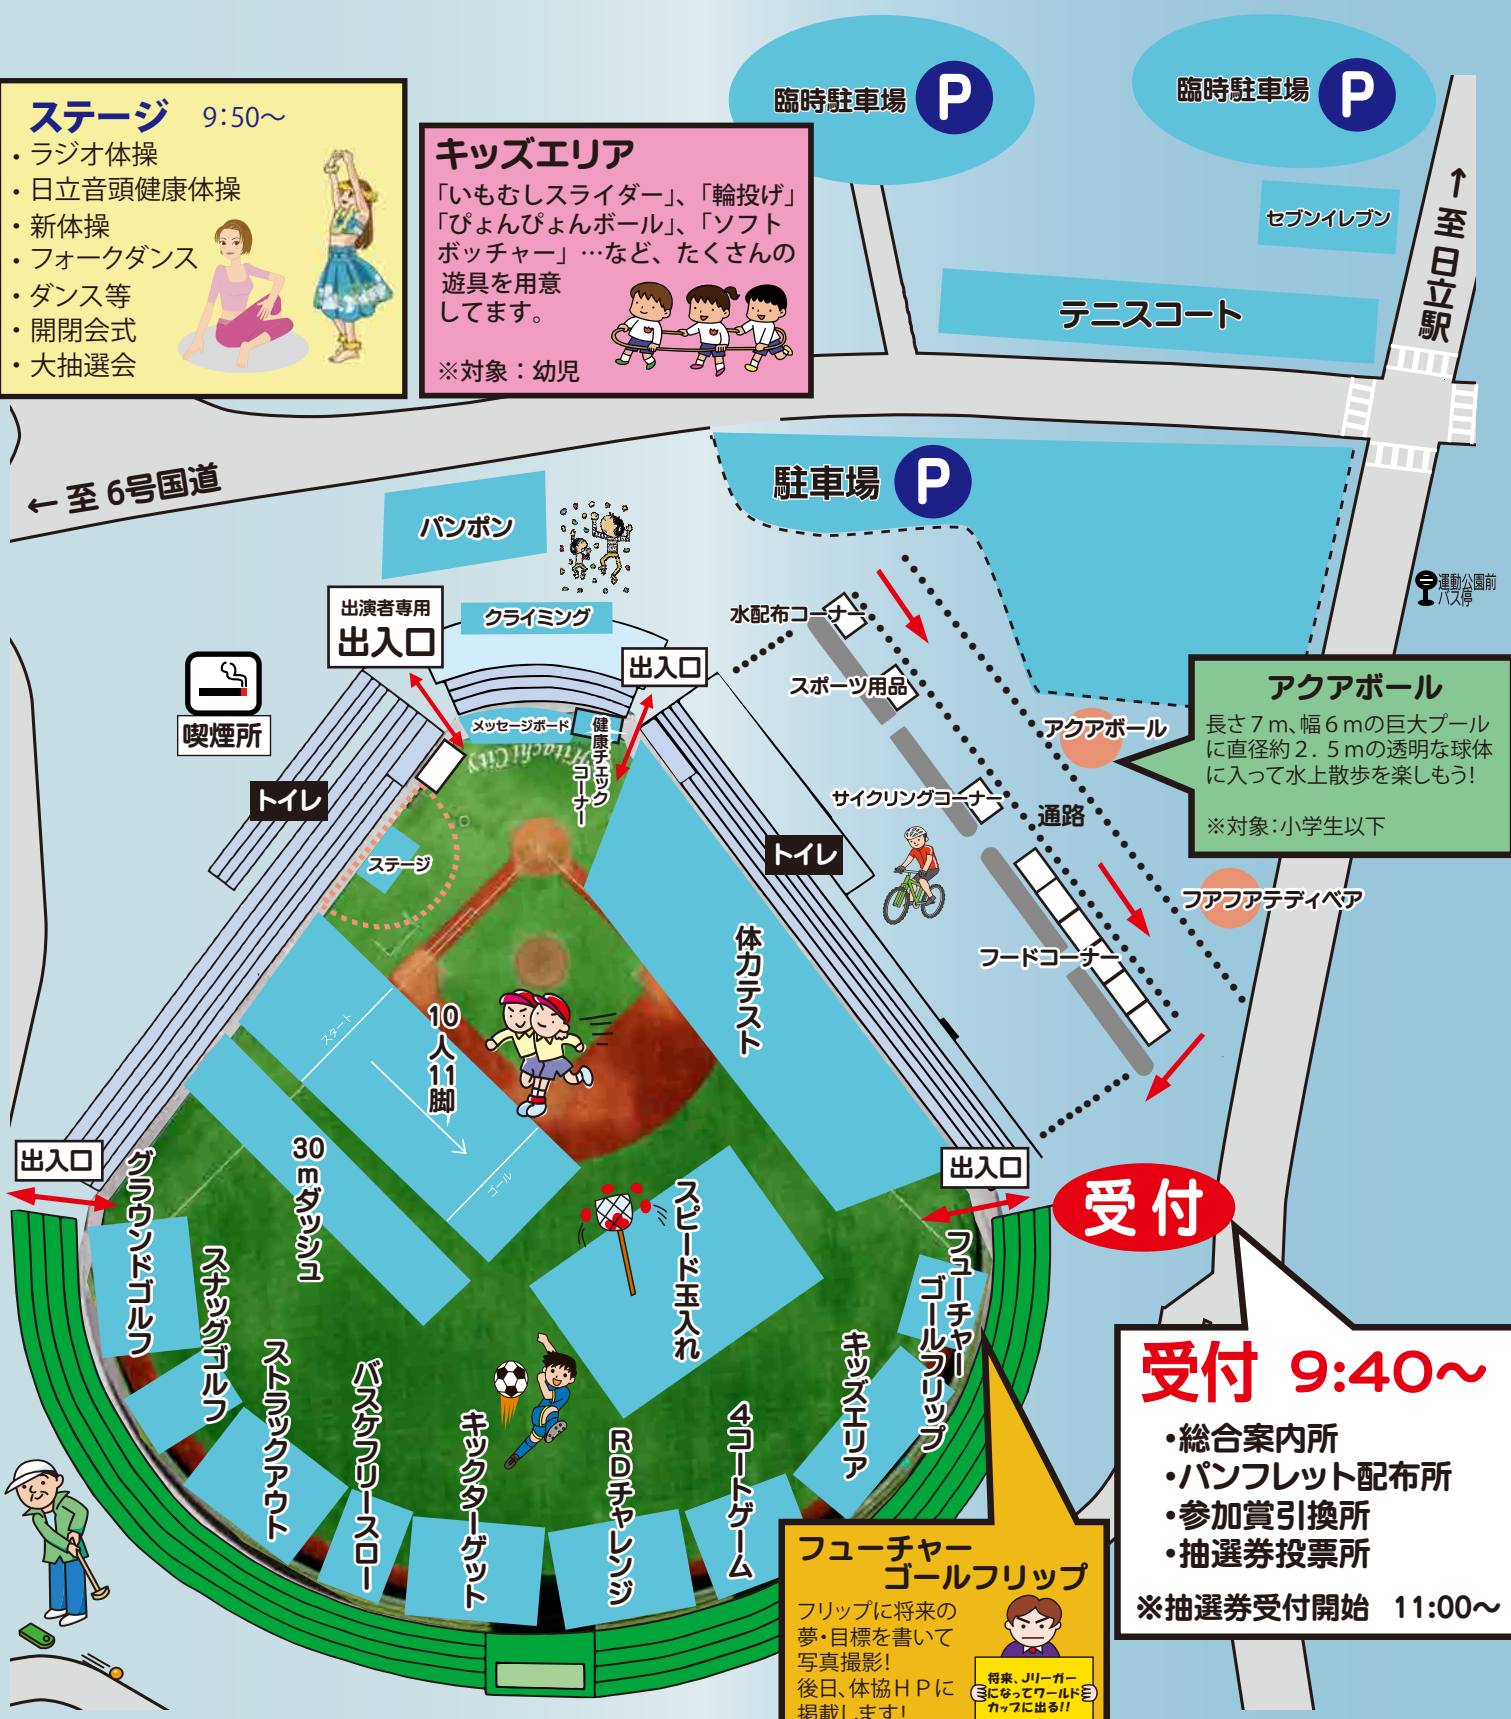 臨時駐車場 P
臨時駐車場 P
ステージ 9:50～
・ラジオ体操
・日立音頭健康体操
・新体操
・フォークダンス
・ダンス等
・開閉会式
・大抽選会
キッズエリア
「いもむしスライダー」、「輪投げ」
「ぴょんぴょんボール」、「ソフト
ボッチャー」…など、たくさんの
遊具を用意
してます。
※対象：幼児
セブンイレブン
↑至日立駅
テニスコート
←至 6号国道
駐車場 P
パンポン
運動公園前
バス停
出演者専用
出入口
クライミング
水配布コーナー
出入口
喫煙所
スポーツ用品
メッセージボード
健康チェック
コーナー
Hitachi City
アクアボール
アクアボール
長さ７ｍ、幅６ｍの巨大プール
に直径約２．５ｍの透明な球体
に入って水上散歩を楽しもう！
※対象：小学生以下
トイレ
サイクリングコーナー
通路
トイレ
ステージ
ファファテディベア
体力テスト
フードコーナー
スタート
10人11脚
ゴール
出入口
グラウンドゴルフ
30mダッシュ
スピード玉入れ
出入口
受付
スナッグゴルフ
ストラックアウト
バスケフリースロー
キックターゲット
RDチャレンジ
4コートゲーム
キッズエリア
フューチャー
ゴールフリップ
受付 9:40～
・総合案内所
・パンフレット配布所
・参加賞引換所
・抽選券投票所
※抽選券受付開始 11:00～
フューチャー
ゴールフリップ
フリップに将来の
夢・目標を書いて
写真撮影！
後日、体協ＨＰに
掲載します！
将来、Jリーガー
になってワールド
カップに出る!!